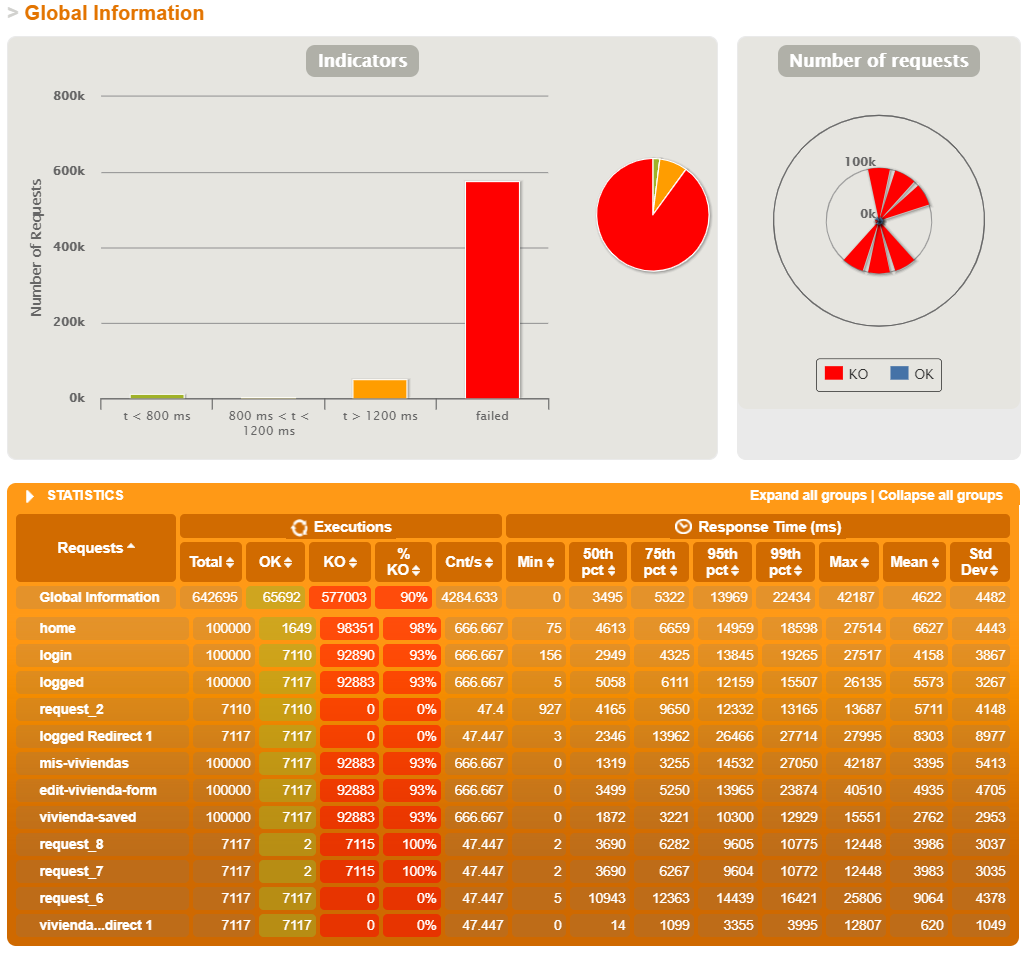 > Global Information
Indicators
800k
600k
400k
200k
0k
Number of Requests
t < 800 ms
800 ms < t <
1200 ms
t > 1200 ms
failed
Number of requests
100k
0k
KO OK
STATISTICS Expand all groups | Collapse all groups
Requests Executions Response Time (ms)
Total OK KO % KO Cnt/s Min 50th pct 75th pct 95th pct 99th pct Max Mean Std Dev
Global Information 642695 65692 577003 90% 4284.633 0 3495 5322 13969 22434 42187 4622 4482
home 100000 1649 98351 98% 666.667 75 4613 6659 14959 18598 27514 6627 4443
login 100000 7110 92890 93% 666.667 156 2949 4325 13845 19265 27517 4158 3867
logged 100000 7117 92883 93% 666.667 5 5058 6111 12159 15507 26135 5573 3267
request_2 7110 7110 0 0% 47.4 927 4165 9650 12332 13165 13687 5711 4148
logged Redirect 1 7117 7117 0 0% 47.447 3 2346 13962 26466 27714 27995 8303 8977
mis-viviendas 100000 7117 92883 93% 666.667 0 1319 3255 14532 27050 42187 3395 5413
edit-vivienda-form 100000 7117 92883 93% 666.667 0 3499 5250 13965 23874 40510 4935 4705
vivienda-saved 100000 7117 92883 93% 666.667 0 1872 3221 10300 12929 15551 2762 2953
request_8 7117 2 7115 100% 47.447 2 3690 6282 9605 10775 12448 3986 3037
request_7 7117 2 7115 100% 47.447 2 3690 6267 9604 10772 12448 3983 3035
request_6 7117 7117 0 0% 47.447 5 10943 12363 14439 16421 25806 9064 4378
vivienda...direct 1 7117 7117 0 0% 47.447 0 14 1099 3355 3995 12807 620 1049